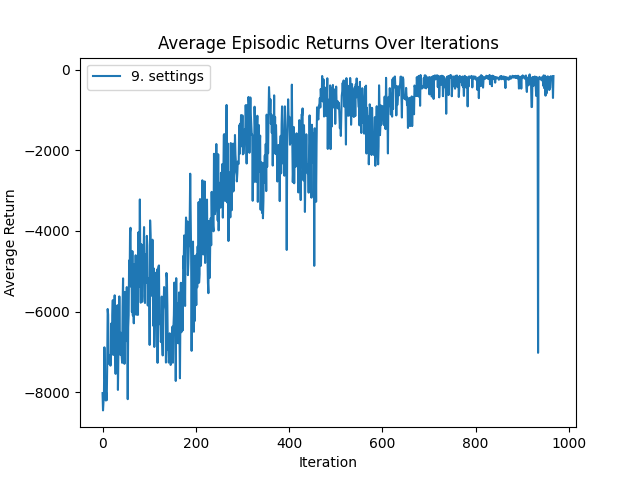 Average Episodic Returns Over Iterations
9. settings
Average Return
0
−2000
−4000
−6000
−8000
0 200 400 600 800 1000
Iteration